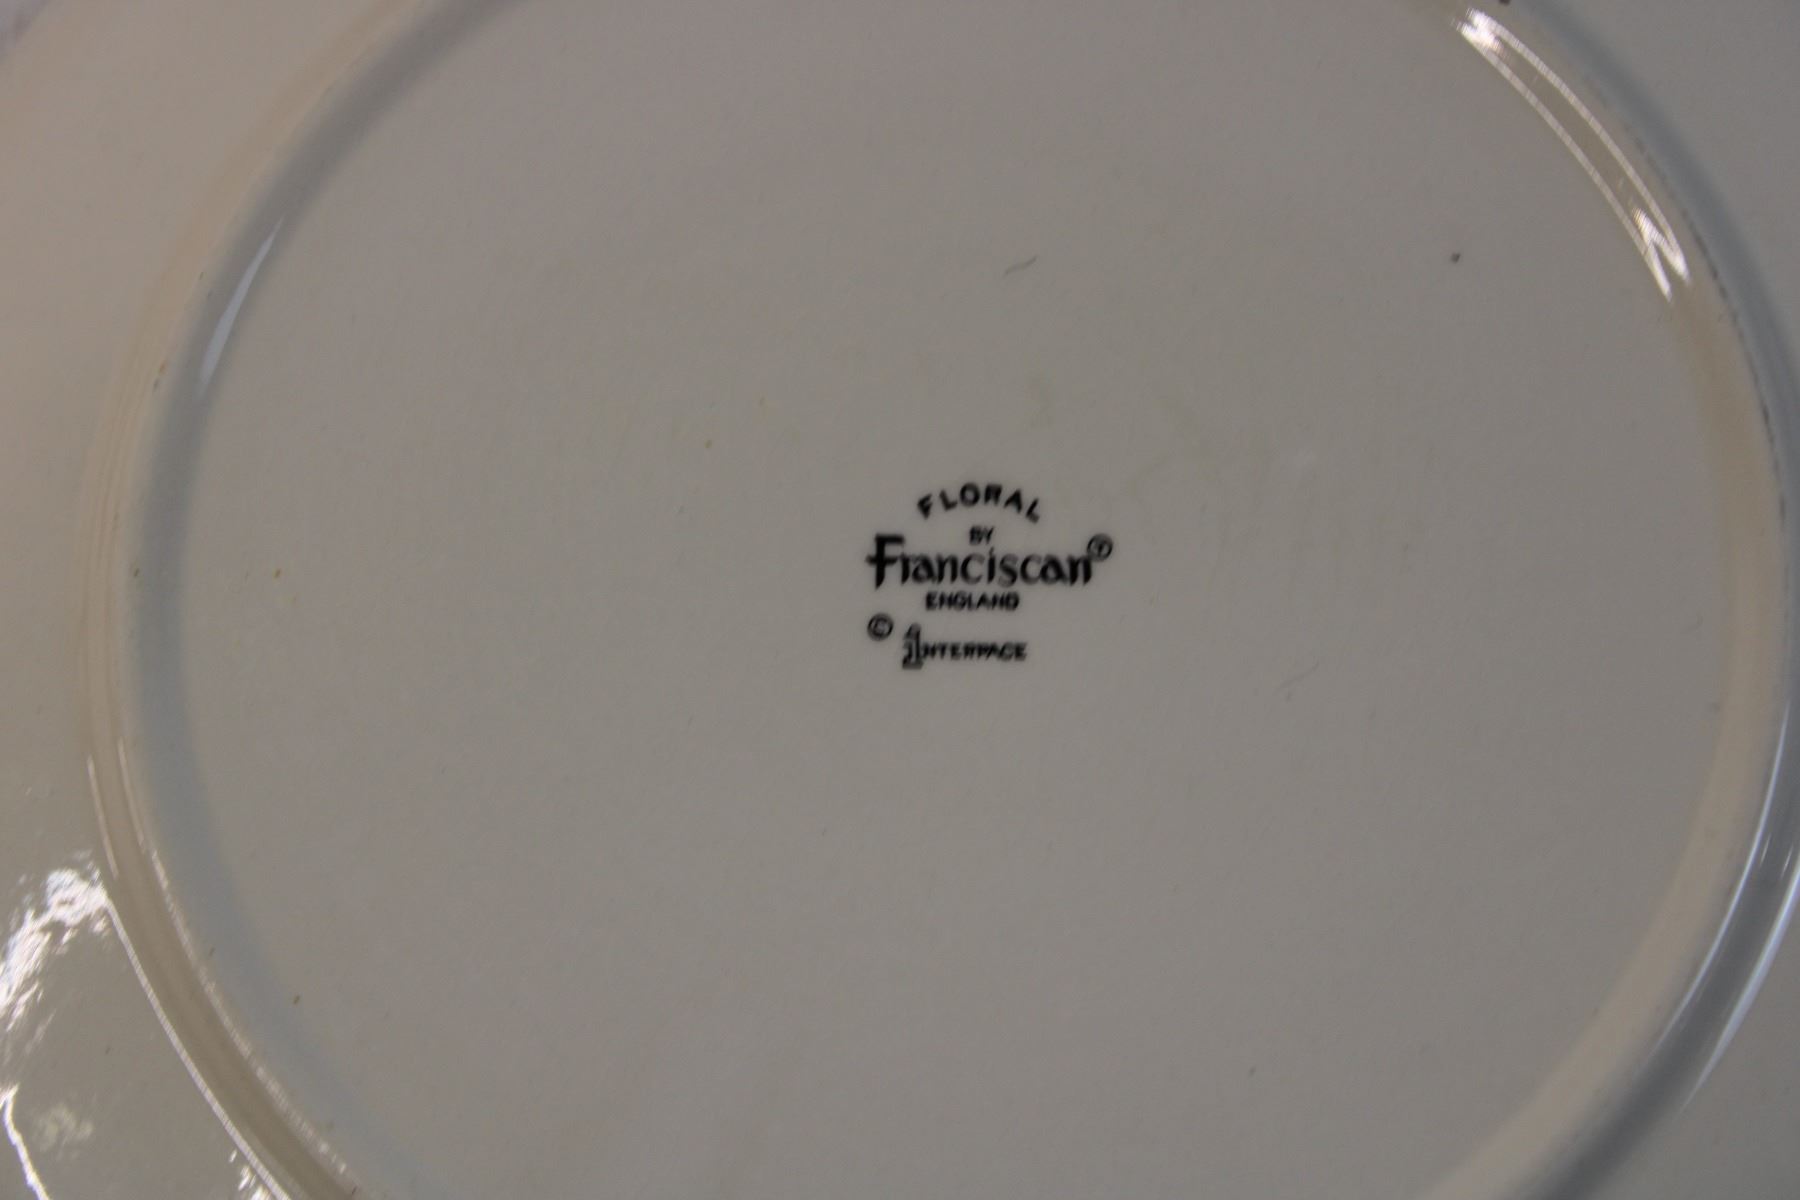 FLORAL
BY
Franciscan®
ENGLAND
© INTERPACE